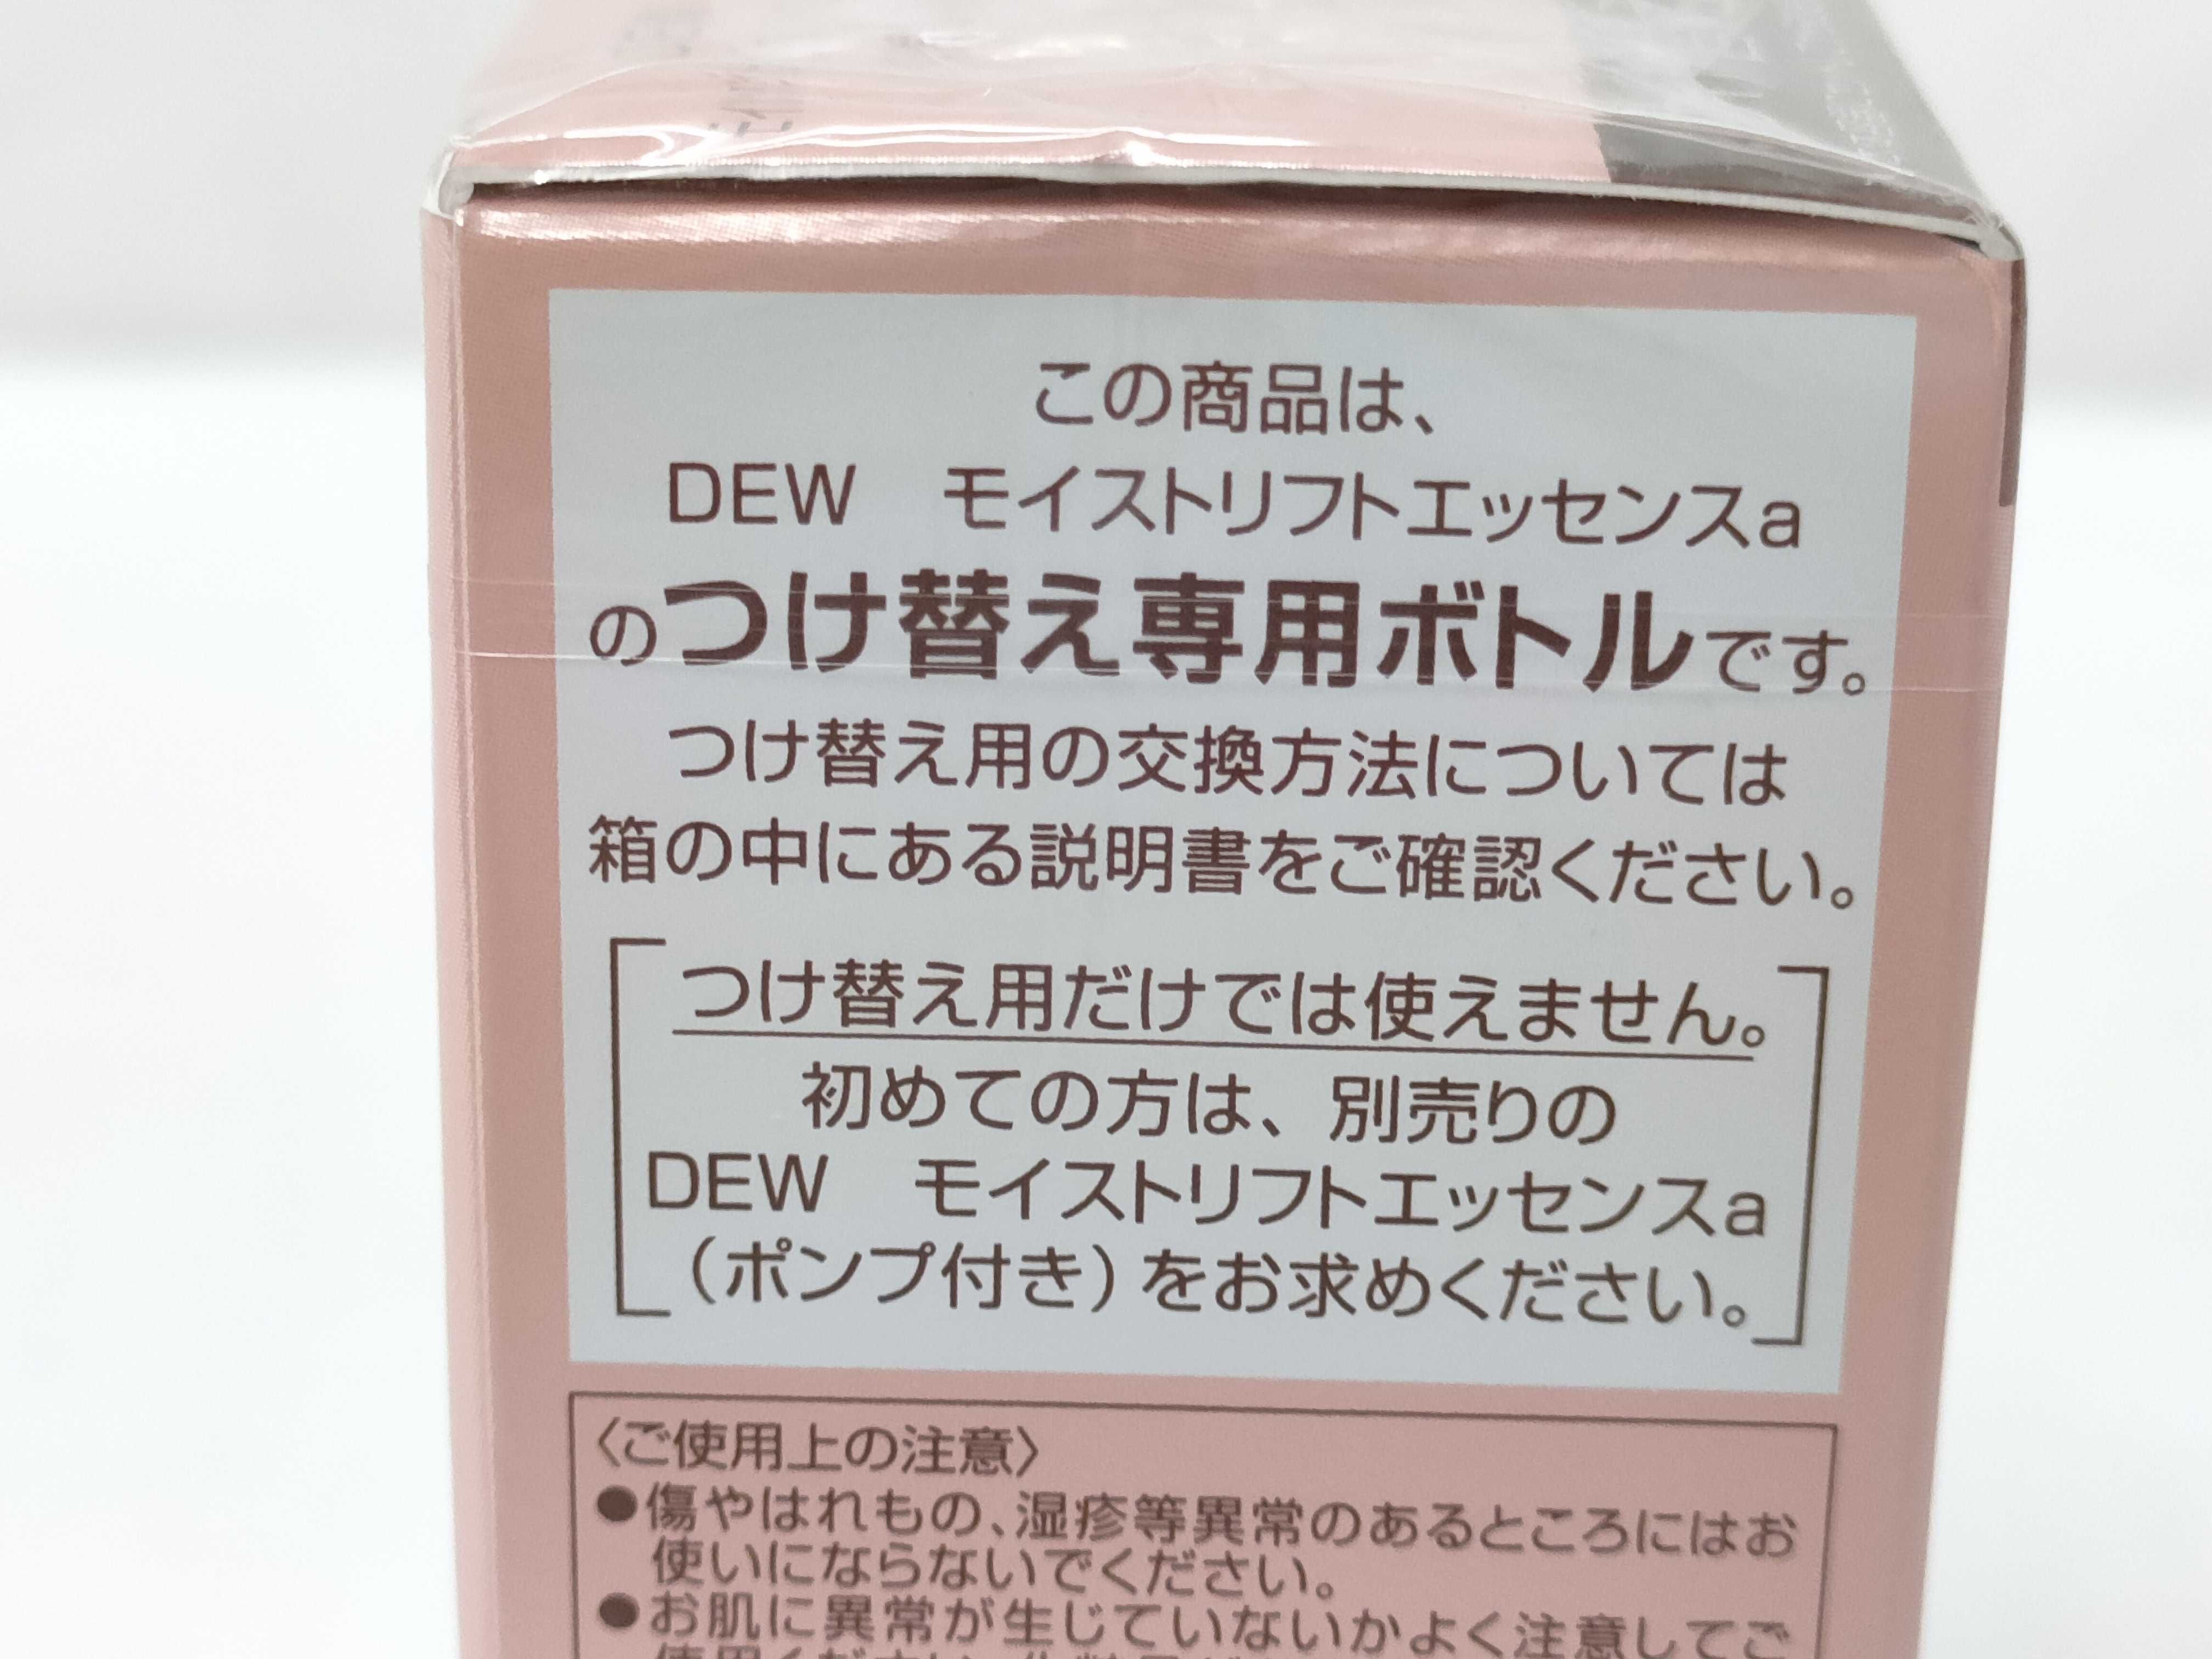 この商品は、
DEW　モイストリフトエッセンスa
のつけ替え専用ボトルです。
つけ替え用の交換方法については
箱の中にある説明書をご確認ください。
つけ替え用だけでは使えません。
初めての方は、別売りの
DEW　モイストリフトエッセンスa
（ポンプ付き）をお求めください。
〈ご使用上の注意〉
●傷やはれもの、湿疹等異常のあるところにはお
使いにならないでください。
●お肌に異常が生じていないかよく注意してご